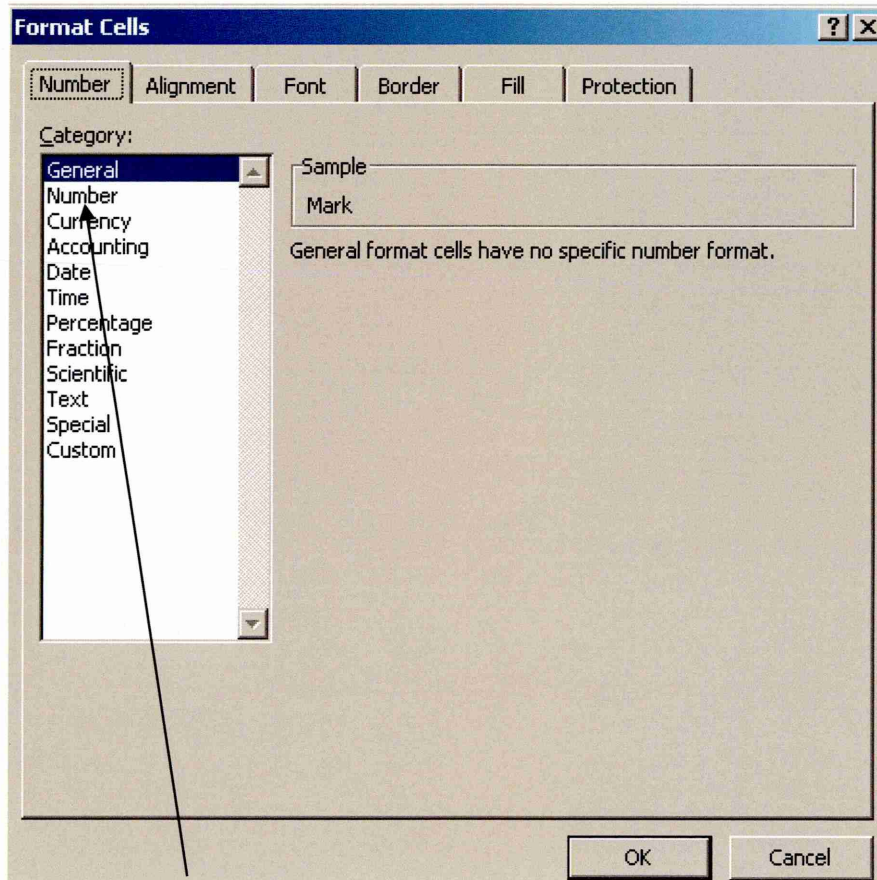 Format Cells
Number Alignment Font Border Fill Protection
Category:
General
Number
Currency
Accounting
Date
Time
Percentage
Fraction
Scientific
Text
Special
Custom
Sample
Mark
General format cells have no specific number format.
OK Cancel